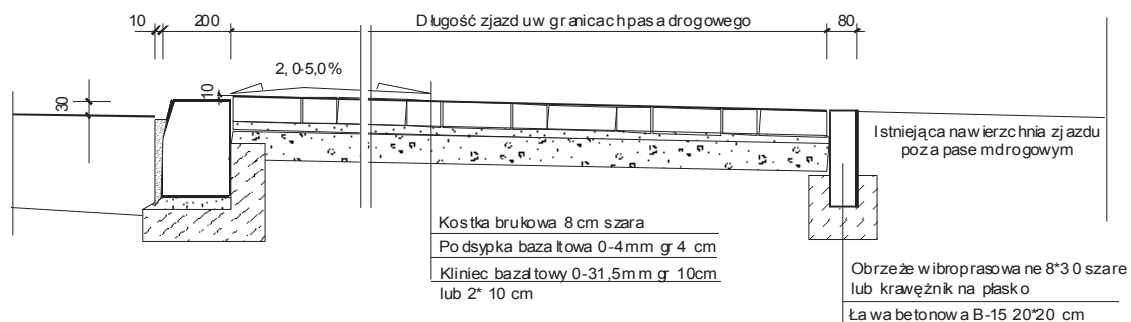 10
200
Długość zjazdu w granicach pasa drogowego
80
2,0-5,0%
10
30
Istniejąca nawierzchnia zjazdu
poza pasem drogowym
Kostka brukowa 8 cm szara
Podsypka bazaltowa 0-4mm gr 4 cm
Kliniec bazaltowy 0-31,5mm gr 10cm
lub 2* 10 cm
Obrzeże wibroprasowane 8*30 szare
lub krawężnik na płasko
Ława betonowa B-15 20*20 cm